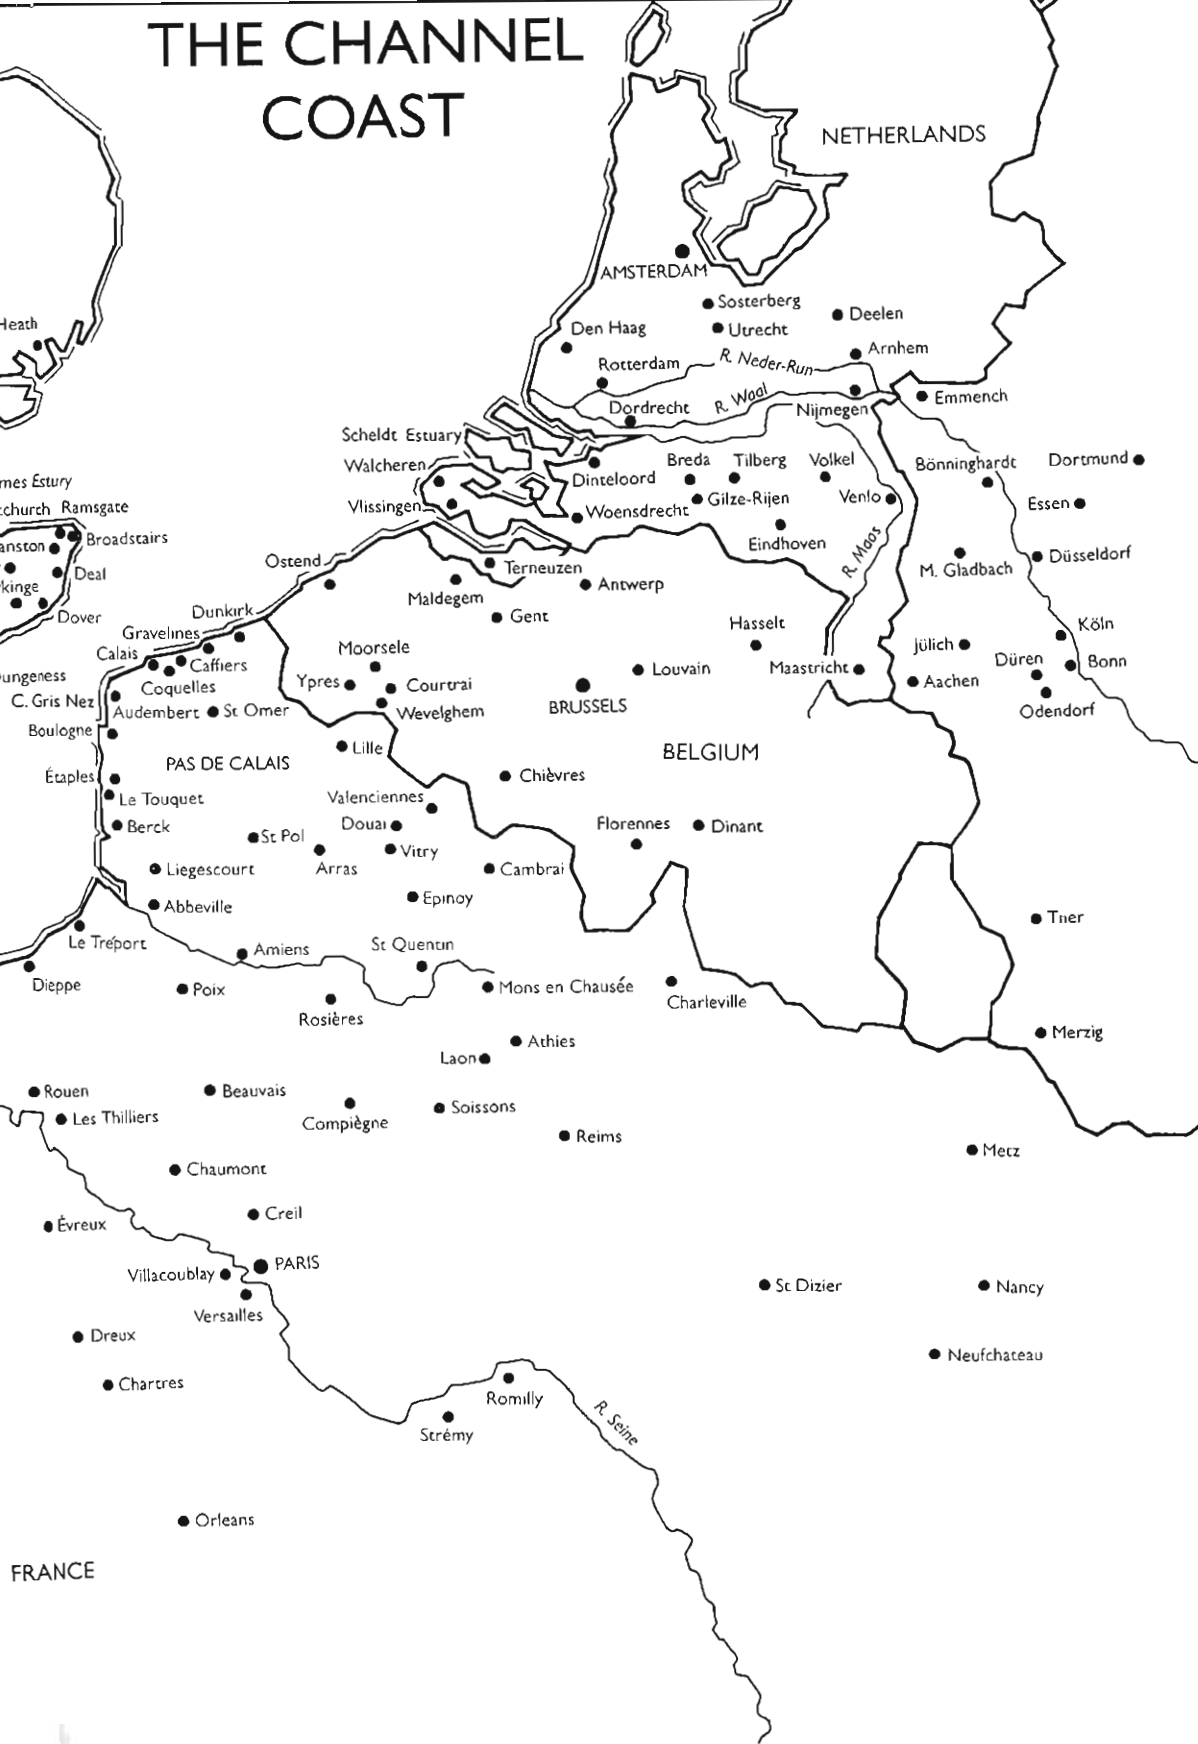 THE CHANNEL
COAST
NETHERLANDS
AMSTERDAM
Sosterberg
Utrecht
Deelen
Den Haag
Heath
Arnhem
Rotterdam
R. Neder-Run
R. Waal
Emmench
Dordrecht
Nijmegen
Scheldt Estuary
Walcheren
Breda
Tilberg
Volkel
Bönninghardt
Dortmund
Dinteloord
mes Estury
Gilze-Rijen
Venlo
Essen
church
Ramsgate
Vlissingen
Woensdrecht
Broadstairs
anston
Eindhoven
R. Maas
Düsseldorf
Ostend
Terneuzen
M. Gladbach
Deal
kinge
Antwerp
Maldegem
Dover
Dunkirk
Gent
Hasselt
Köln
Gravelines
Moorsele
Jülich
Calais
Caffiers
Louvain
Maastricht
Düren
Bonn
ungeness
Coquelles
Ypres
Courtrai
Aachen
C. Gris Nez
Audembert
St Omer
Wevelghem
BRUSSELS
Odendorf
Boulogne
Lille
BELGIUM
PAS DE CALAIS
Étaples
Chièvres
Le Touquet
Valenciennes
Berck
Douai
Florennes
Dinant
St Pol
Vitry
Liegescourt
Arras
Cambrai
Abbeville
Epinoy
Trier
Le Tréport
Amiens
St Quentin
Dieppe
Poix
Mons en Chausée
Charleville
Rosières
Athies
Merzig
Laon
Rouen
Beauvais
Soissons
Les Thilliers
Compiègne
Reims
Metz
Chaumont
Creil
Évreux
PARIS
Villacoublay
St Dizier
Nancy
Versailles
Dreux
Neufchateau
Chartres
Romilly
R. Seine
Strémy
Orleans
FRANCE